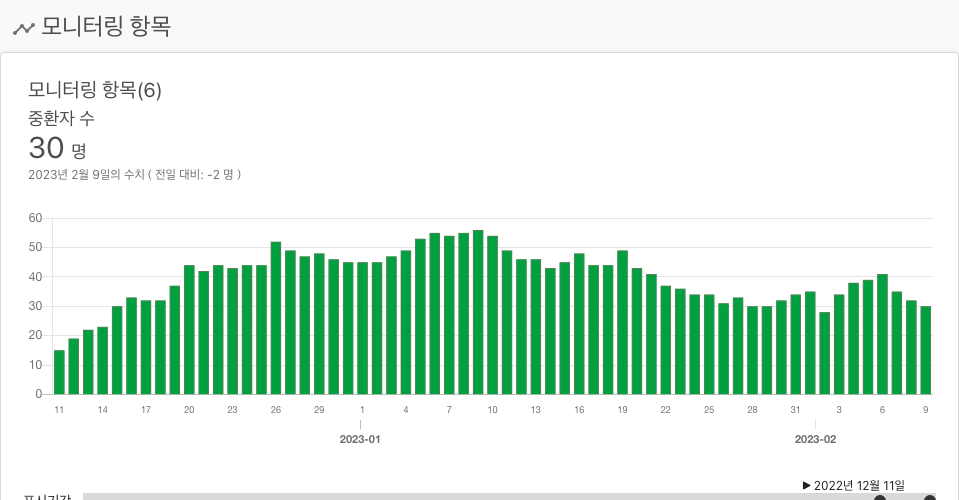 모니터링 항목
모니터링 항목(6)
중환자 수
30 명
2023년 2월 9일의 수치 ( 전일 대비: -2 명 )
60
50
40
30
20
10
0
11 14 17 20 23 26 29 1 4 7 10 13 16 19 22 25 28 31 3 6 9
2023-01 2023-02
▶ 2022년 12월 11일
표시기간